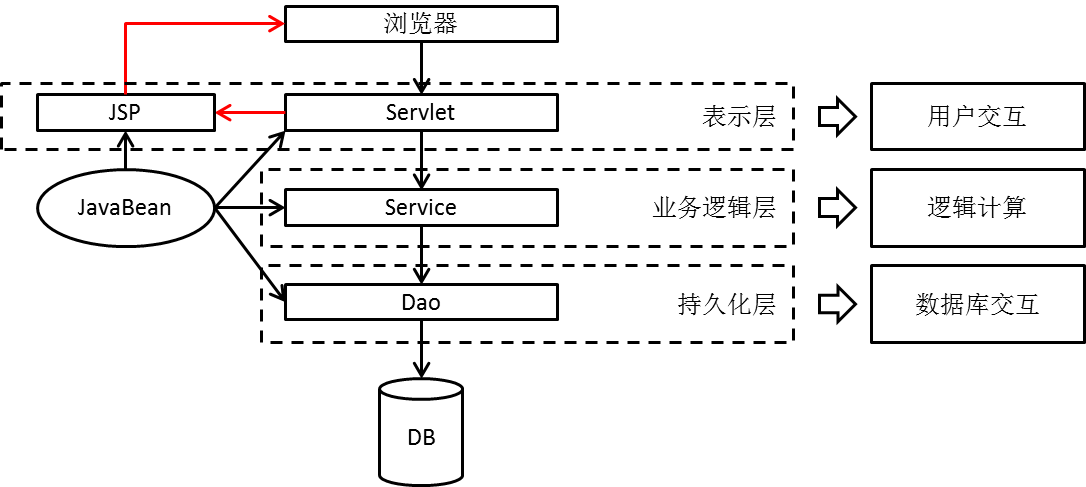 浏览器
JSP
Servlet
表示层
用户交互
JavaBean
Service
业务逻辑层
逻辑计算
Dao
持久化层
数据库交互
DB